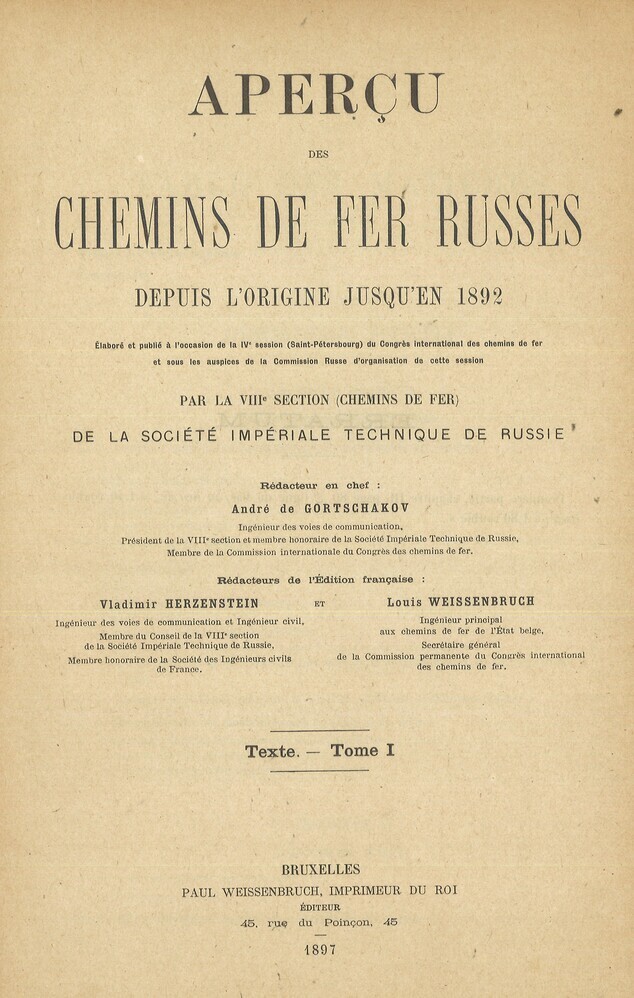 APERÇU
DES
CHEMINS DE FER RUSSES
DEPUIS L'ORIGINE JUSQU'EN 1892
Élaboré et publié à l'occasion de la IVe session (Saint-Pétersbourg) du Congrès international des chemins de fer
et sous les auspices de la Commission Russe d'organisation de cette session
PAR LA VIIIe SECTION (CHEMINS DE FER)
DE LA SOCIÉTÉ IMPÉRIALE TECHNIQUE DE RUSSIE
Rédacteur en chef :
André de GORTSCHAKOV
Ingénieur des voies de communication,
Président de la VIIIe section et membre honoraire de la Société Impériale Technique de Russie,
Membre de la Commission internationale du Congrès des chemins de fer.
Rédacteurs de l'Édition française :
Vladimir HERZENSTEIN
Ingénieur des voies de communication et Ingénieur civil,
Membre du Conseil de la VIIIe section
de la Société Impériale Technique de Russie,
Membre honoraire de la Société des Ingénieurs civils
de France.
ET
Louis WEISSENBRUCH
Ingénieur principal
aux chemins de fer de l'État belge,
Secrétaire général
de la Commission permanente du Congrès international
des chemins de fer.
Texte. — Tome I
BRUXELLES
PAUL WEISSENBRUCH, IMPRIMEUR DU ROI
ÉDITEUR
45, rue du Poinçon, 45
1897